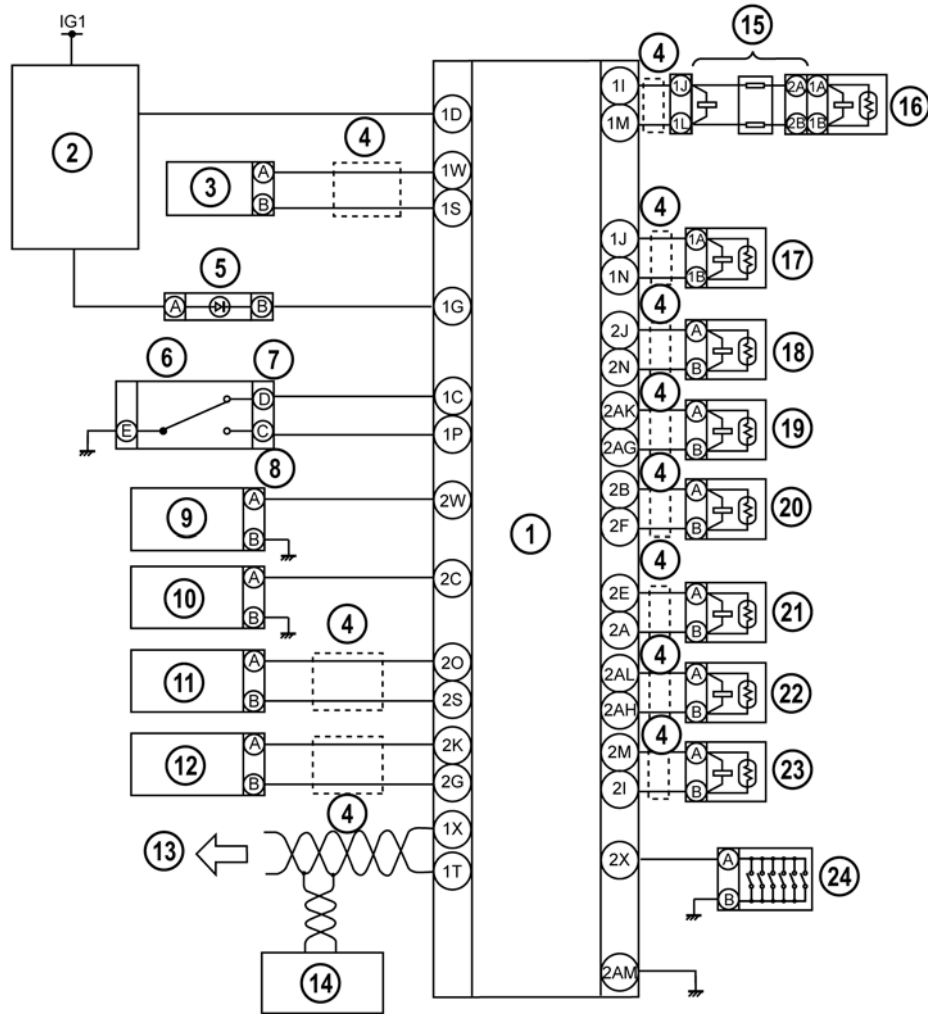 IG1
4
15
1I
1J
2A
1A
16
1D
2
4
1M
1L
2B
1B
A
1W
3
B
1S
4
5
1J
1A
17
1N
1B
A
B
1G
4
6
7
2J
A
18
2N
B
D
1C
4
E
C
1P
2AK
A
19
2AG
B
8
4
A
2W
2B
A
20
9
1
B
2F
B
4
A
2C
10
2E
A
21
B
4
2A
B
4
A
2O
11
2AL
A
22
B
2S
2AH
B
4
A
2K
2M
A
12
23
B
2G
2I
B
4
1X
13
1T
2X
A
24
B
14
2AM